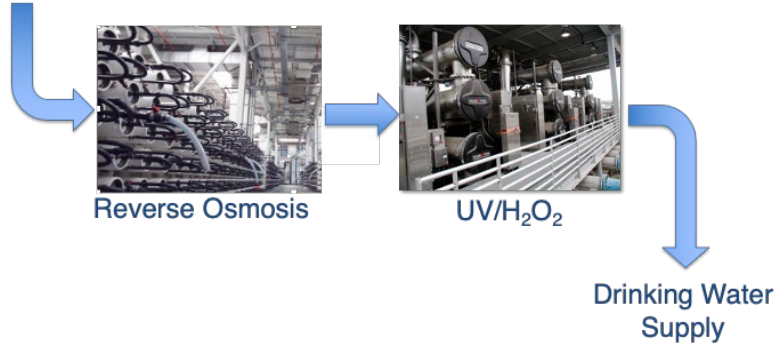 Reverse Osmosis
UV/H₂O₂
Drinking Water
Supply